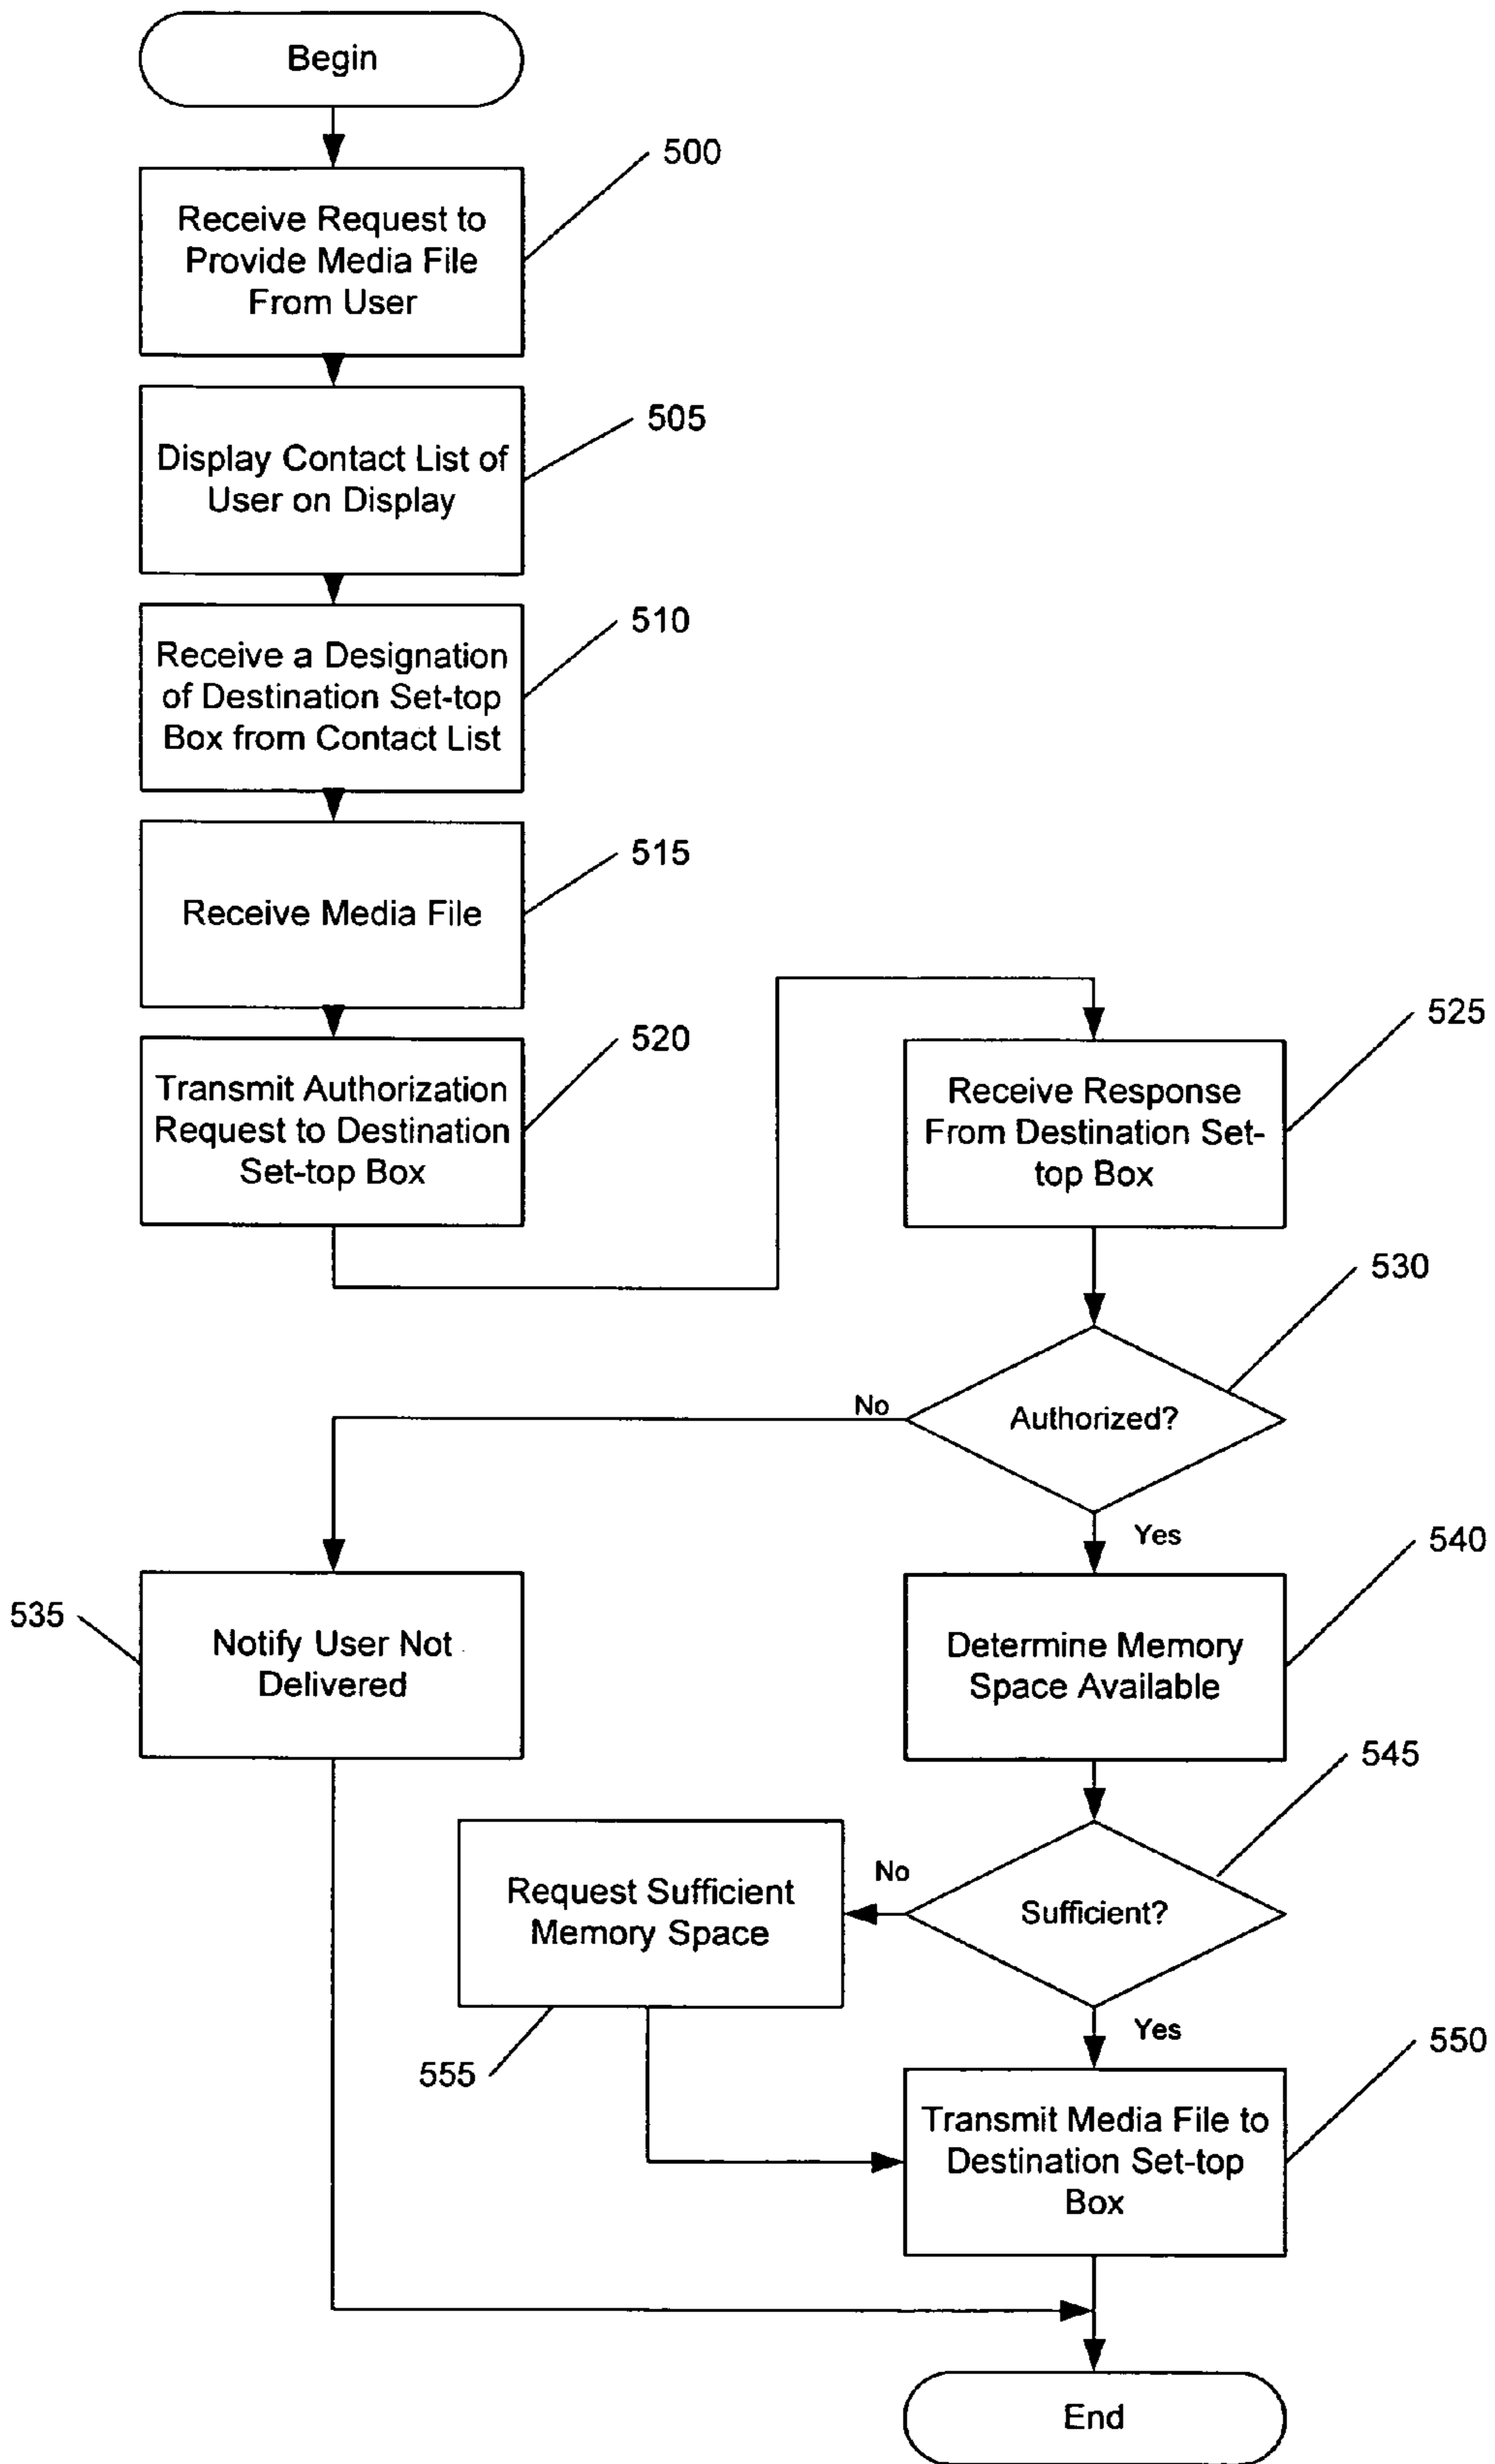 Begin
500
Receive Request to
Provide Media File
From User
505
Display Contact List of
User on Display
510
Receive a Designation
of Destination Set-top
Box from Contact List
515
Receive Media File
520
Transmit Authorization
Request to Destination
Set-top Box
525
Receive Response
From Destination Set-
top Box
530
Authorized?
No
Yes
535
Notify User Not
Delivered
540
Determine Memory
Space Available
545
Sufficient?
No
Yes
Request Sufficient
Memory Space
555
550
Transmit Media File to
Destination Set-top
Box
End